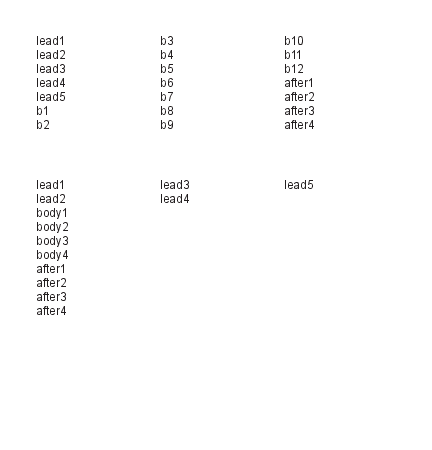 lead1
lead2
lead3
lead4
lead5
b1
b2
b3
b4
b5
b6
b7
b8
b9
b10
b11
b12
after1
after2
after3
after4
lead1
lead2
lead3
lead4
lead5
body1
body2
body3
body4
after1
after2
after3
after4